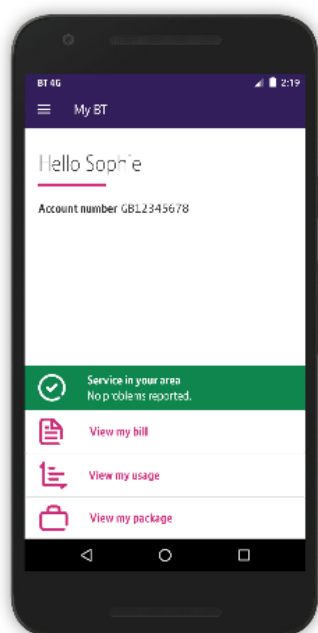 BT 4G 2:19
My BT
Hello Sophie
Account number GB12345678
Service in your area
No problems reported.
View my bill
View my usage
View my package